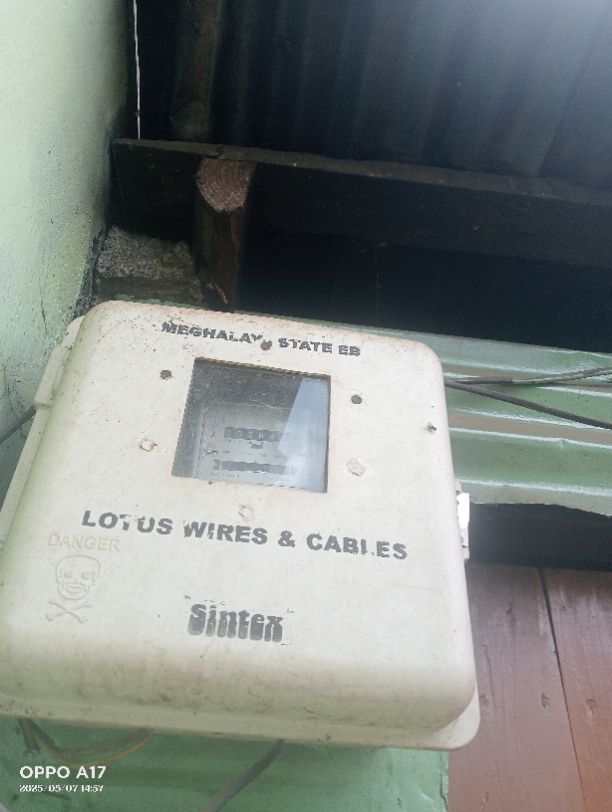 MEGHALAY STATE EB
LOTUS WIRES & CABLES
DANGER
Sintex
OPPO A17
2025/05/07 14:57